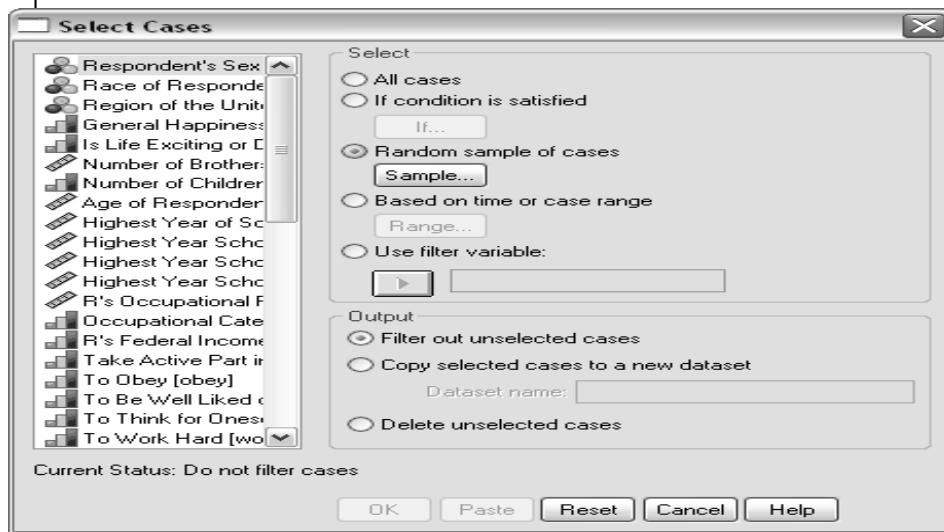 Select Cases
Respondent's Sex
Race of Responde
Region of the Unit
General Happiness
Is Life Exciting or D
Number of Brother
Number of Children
Age of Responder
Highest Year of Sc
Highest Year Scho
Highest Year Scho
Highest Year Scho
R's Occupational P
Occupational Cate
R's Federal Income
Take Active Part in
To Obey [obey]
To Be Well Liked o
To Think for Ones
To Work Hard [wo
Select
All cases
If condition is satisfied
If...
Random sample of cases
Sample...
Based on time or case range
Range...
Use filter variable:
Output
Filter out unselected cases
Copy selected cases to a new dataset
Dataset name:
Delete unselected cases
Current Status: Do not filter cases
OK
Paste
Reset
Cancel
Help